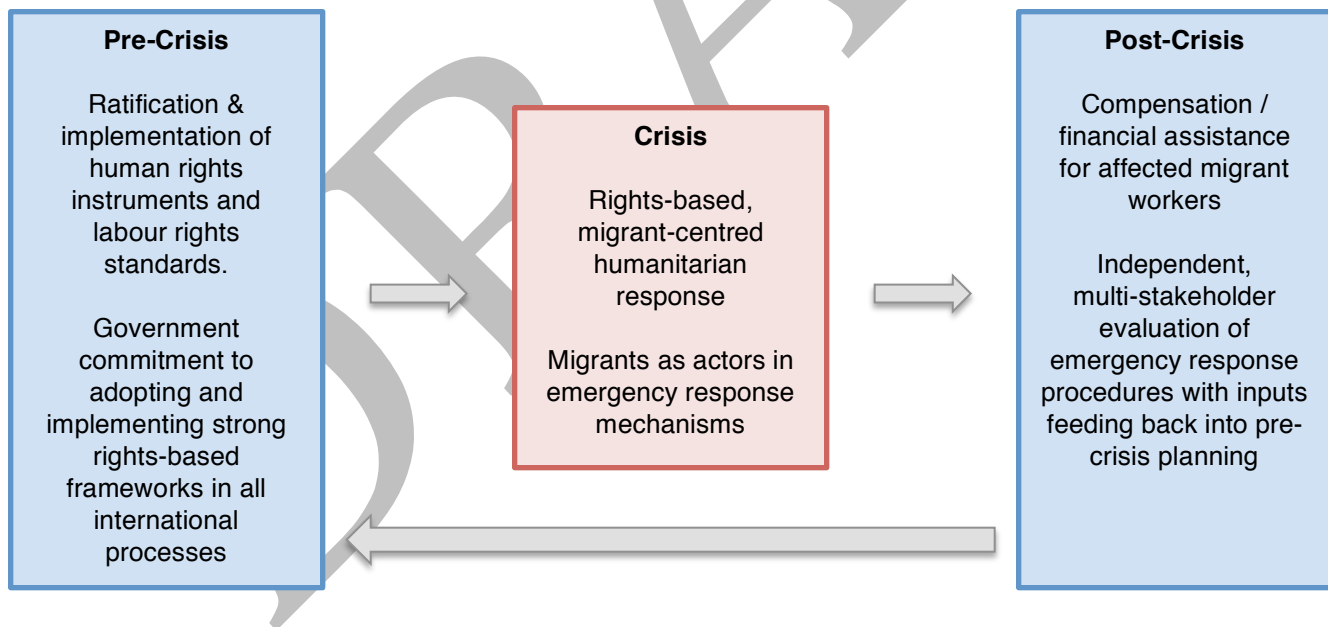 Pre-Crisis
Ratification &
implementation of
human rights
instruments and
labour rights
standards.
Government
commitment to
adopting and
implementing strong
rights-based
frameworks in all
international
processes
Crisis
Rights-based,
migrant-centred
humanitarian
response
Migrants as actors in
emergency response
mechanisms
Post-Crisis
Compensation /
financial assistance
for affected migrant
workers
Independent,
multi-stakeholder
evaluation of
emergency response
procedures with inputs
feeding back into pre-
crisis planning